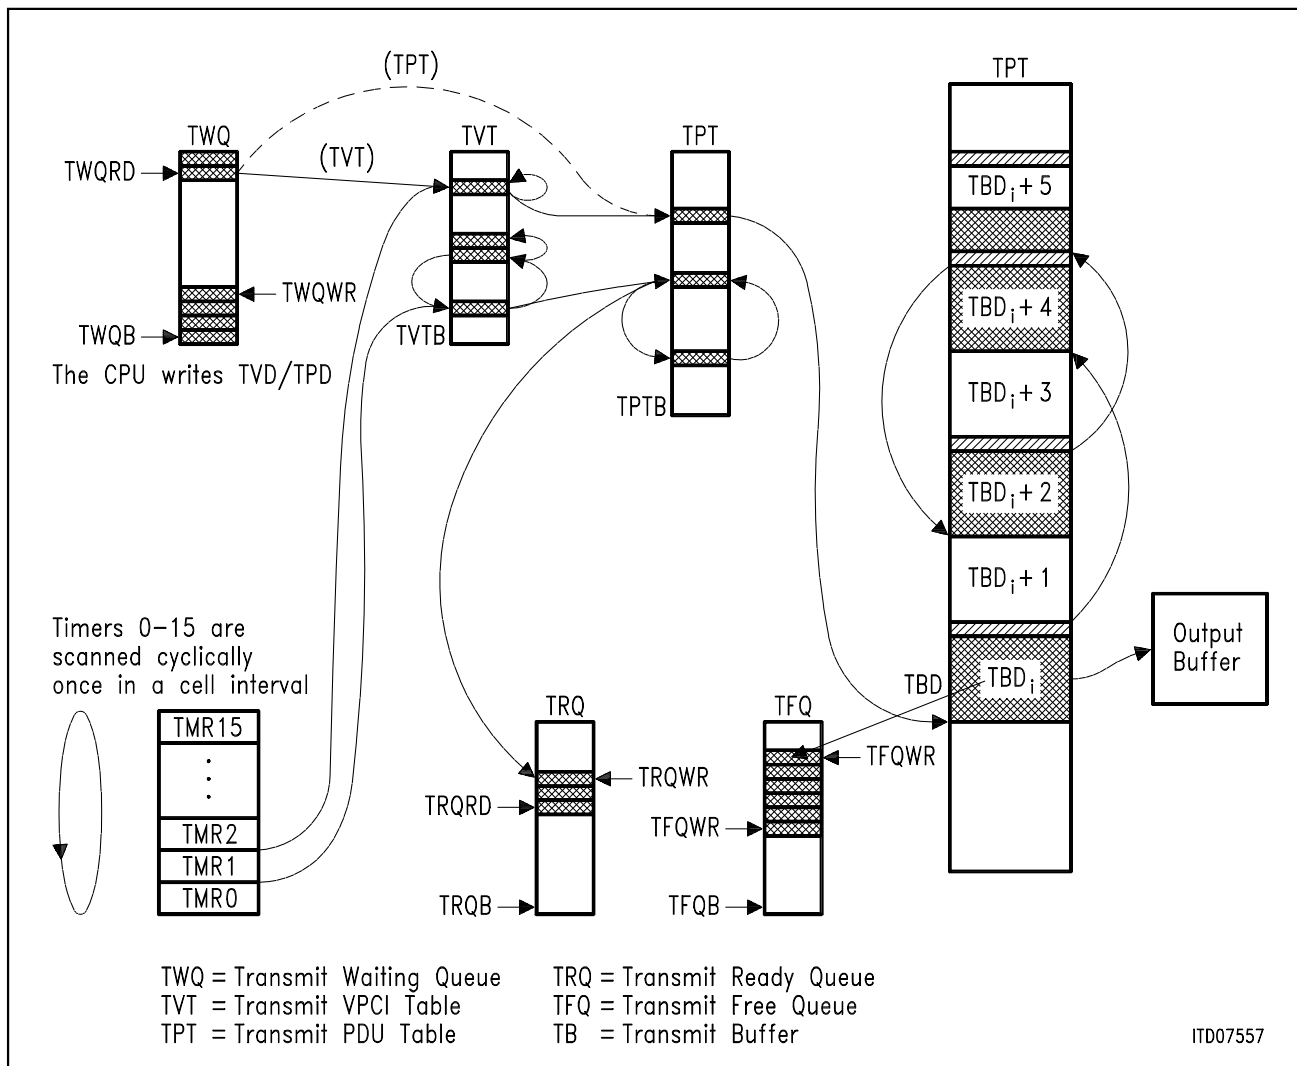 (TPT)
TPT
TWQ
TVT
TPT
(TVT)
TWQRD
TBDi+5
TWQWR
TBDi+4
TWQB
TVTB
The CPU writes TVD/TPD
TBDi+3
TPTB
TBDi+2
TBDi+1
Timers 0-15 are
scanned cyclically
once in a cell interval
Output
Buffer
TBD
TBDi
TRQ
TFQ
TMR15
TRQWR
TFQWR
TRQRD
TFQWR
TMR2
TMR1
TMR0
TRQB
TFQB
TWQ = Transmit Waiting Queue
TRQ = Transmit Ready Queue
TVT = Transmit VPCI Table
TFQ = Transmit Free Queue
TPT = Transmit PDU Table
TB = Transmit Buffer
ITD07557